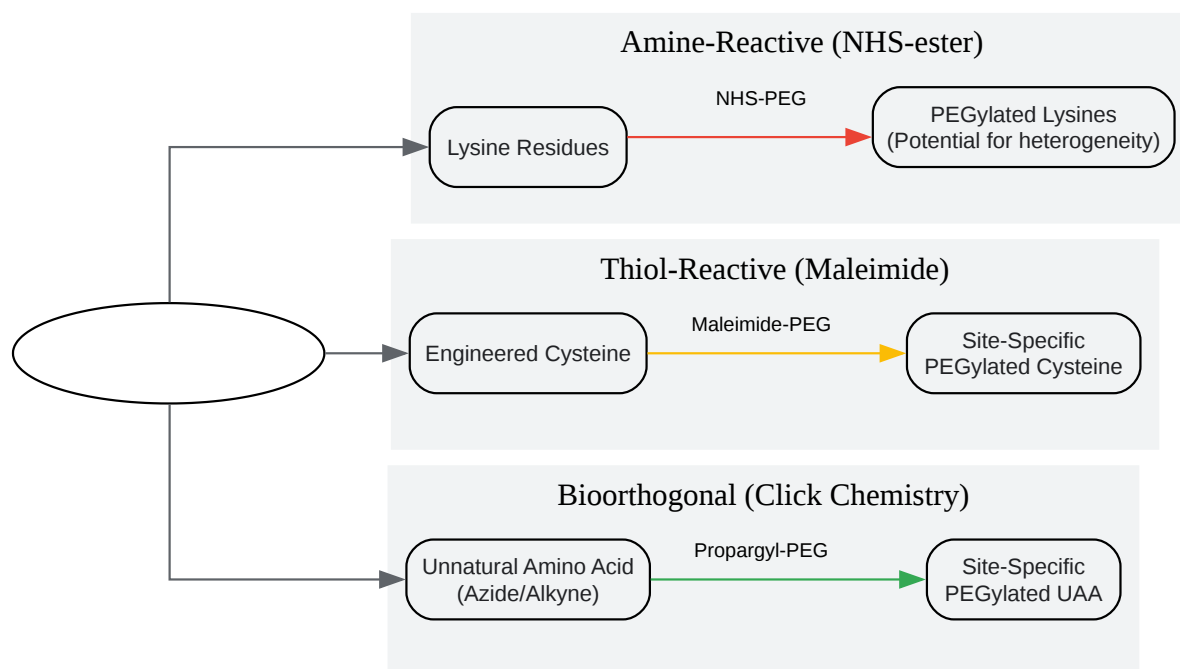 Amine-Reactive (NHS-ester)
NHS-PEG
Lysine Residues
PEGylated Lysines
(Potential for heterogeneity)
Thiol-Reactive (Maleimide)
Maleimide-PEG
Engineered Cysteine
Site-Specific
PEGylated Cysteine
Bioorthogonal (Click Chemistry)
Propargyl-PEG
Unnatural Amino Acid
(Azide/Alkyne)
Site-Specific
PEGylated UAA